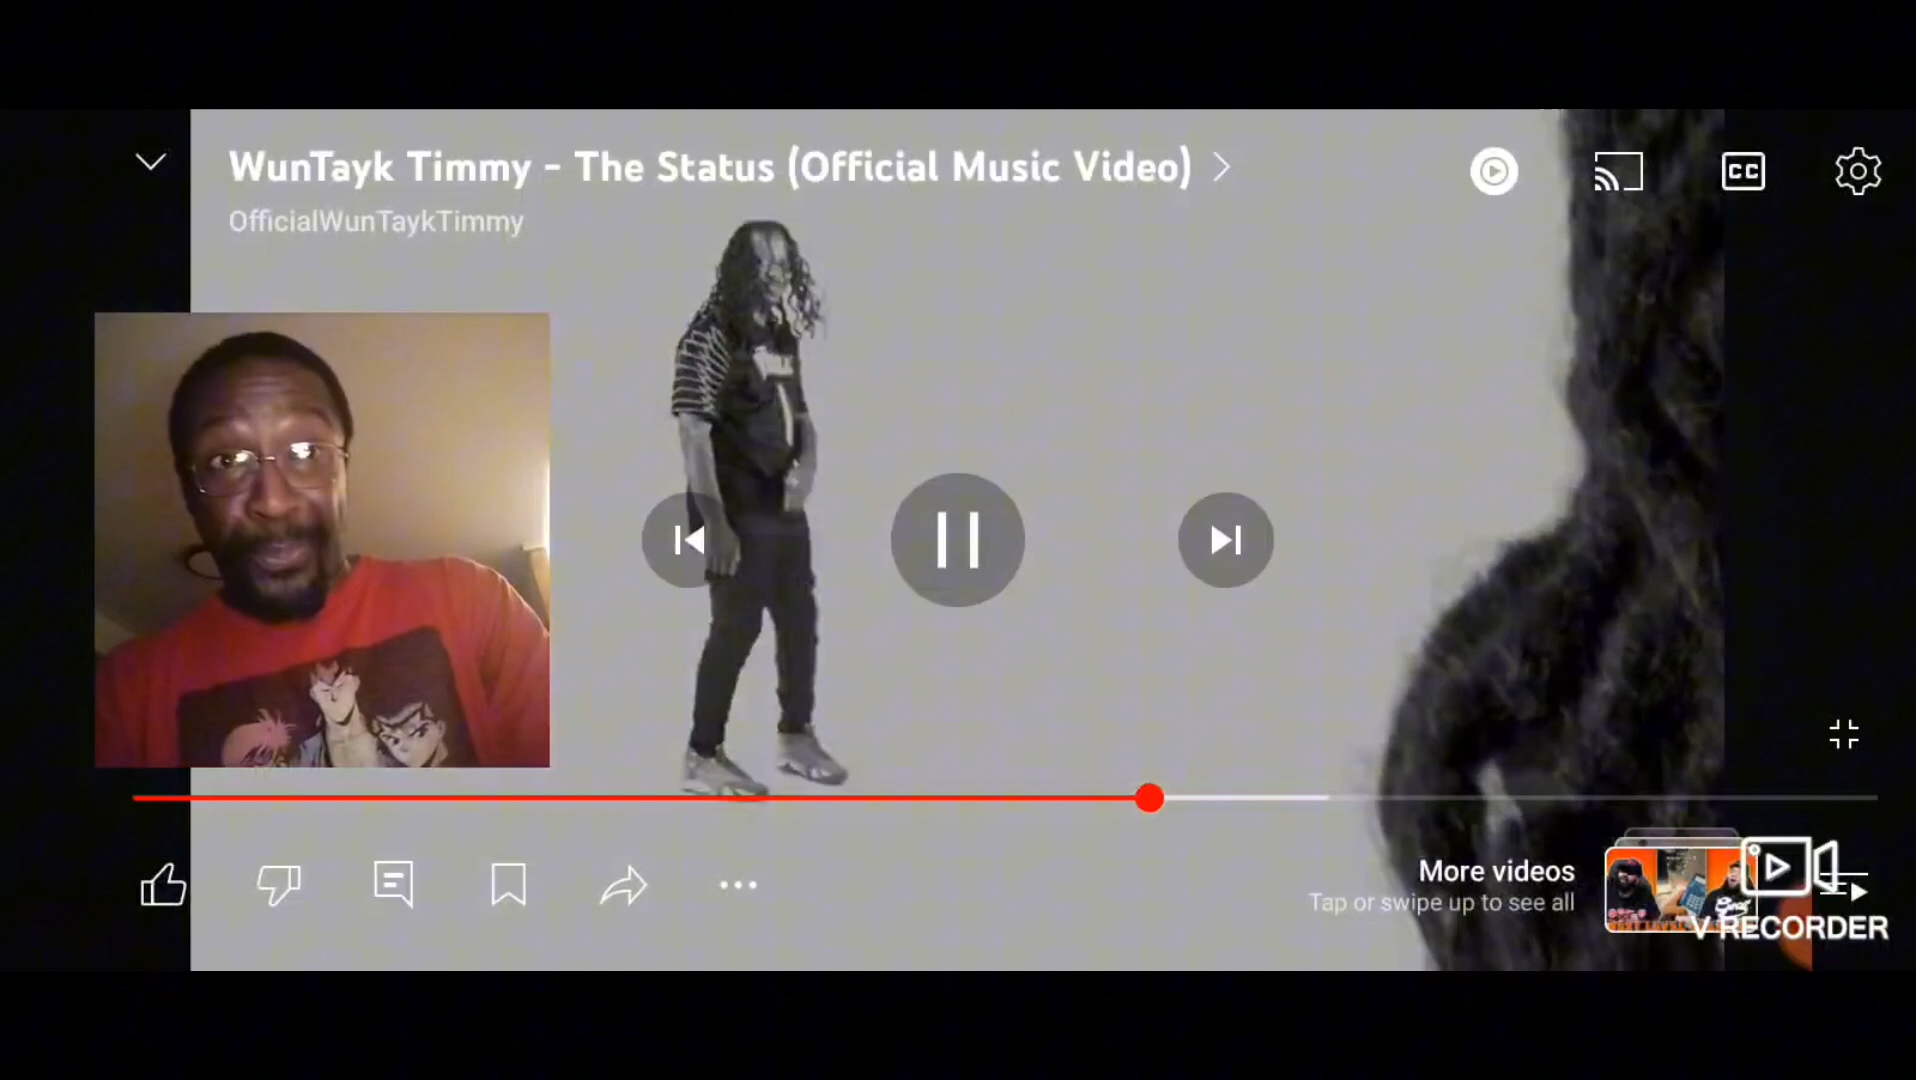 WunTayk Timmy - The Status (Official Music Video)
OfficialWunTaykTimmy
CC
More videos
Tap or swipe up to see all
V RECORDER